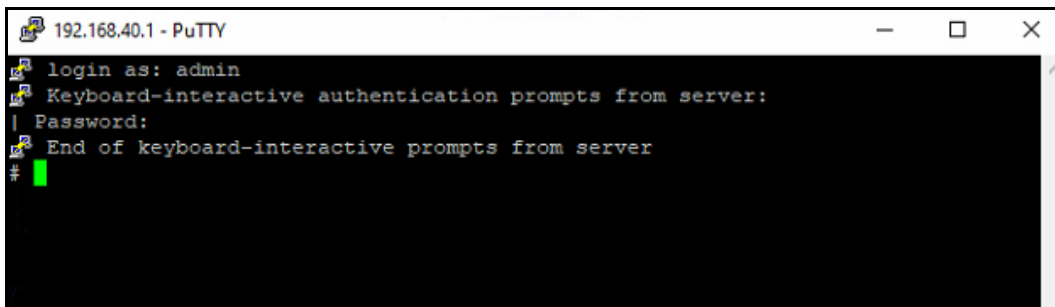 192.168.40.1 - PuTTY
login as: admin
Keyboard-interactive authentication prompts from server:
| Password:
End of keyboard-interactive prompts from server
#